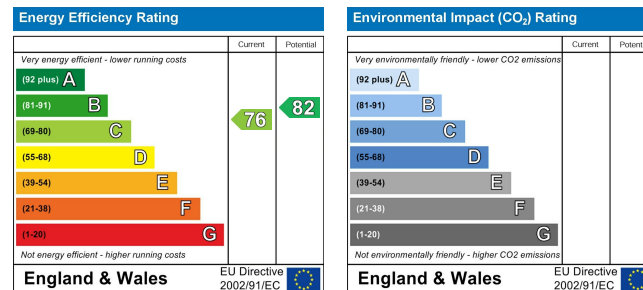 Energy Efficiency Rating
Current Potential
Very energy efficient - lower running costs
(92 plus) A
(81-91) B
(69-80) C
(55-68) D
(39-54) E
(21-38) F
(1-20) G
76
82
Not energy efficient - higher running costs
England & Wales
EU Directive
2002/91/EC
Environmental Impact (CO₂) Rating
Current Potent
Very environmentally friendly - lower CO2 emissions
(92 plus) A
(81-91) B
(69-80) C
(55-68) D
(39-54) E
(21-38) F
(1-20) G
Not environmentally friendly - higher CO2 emissions
England & Wales
EU Directive
2002/91/EC